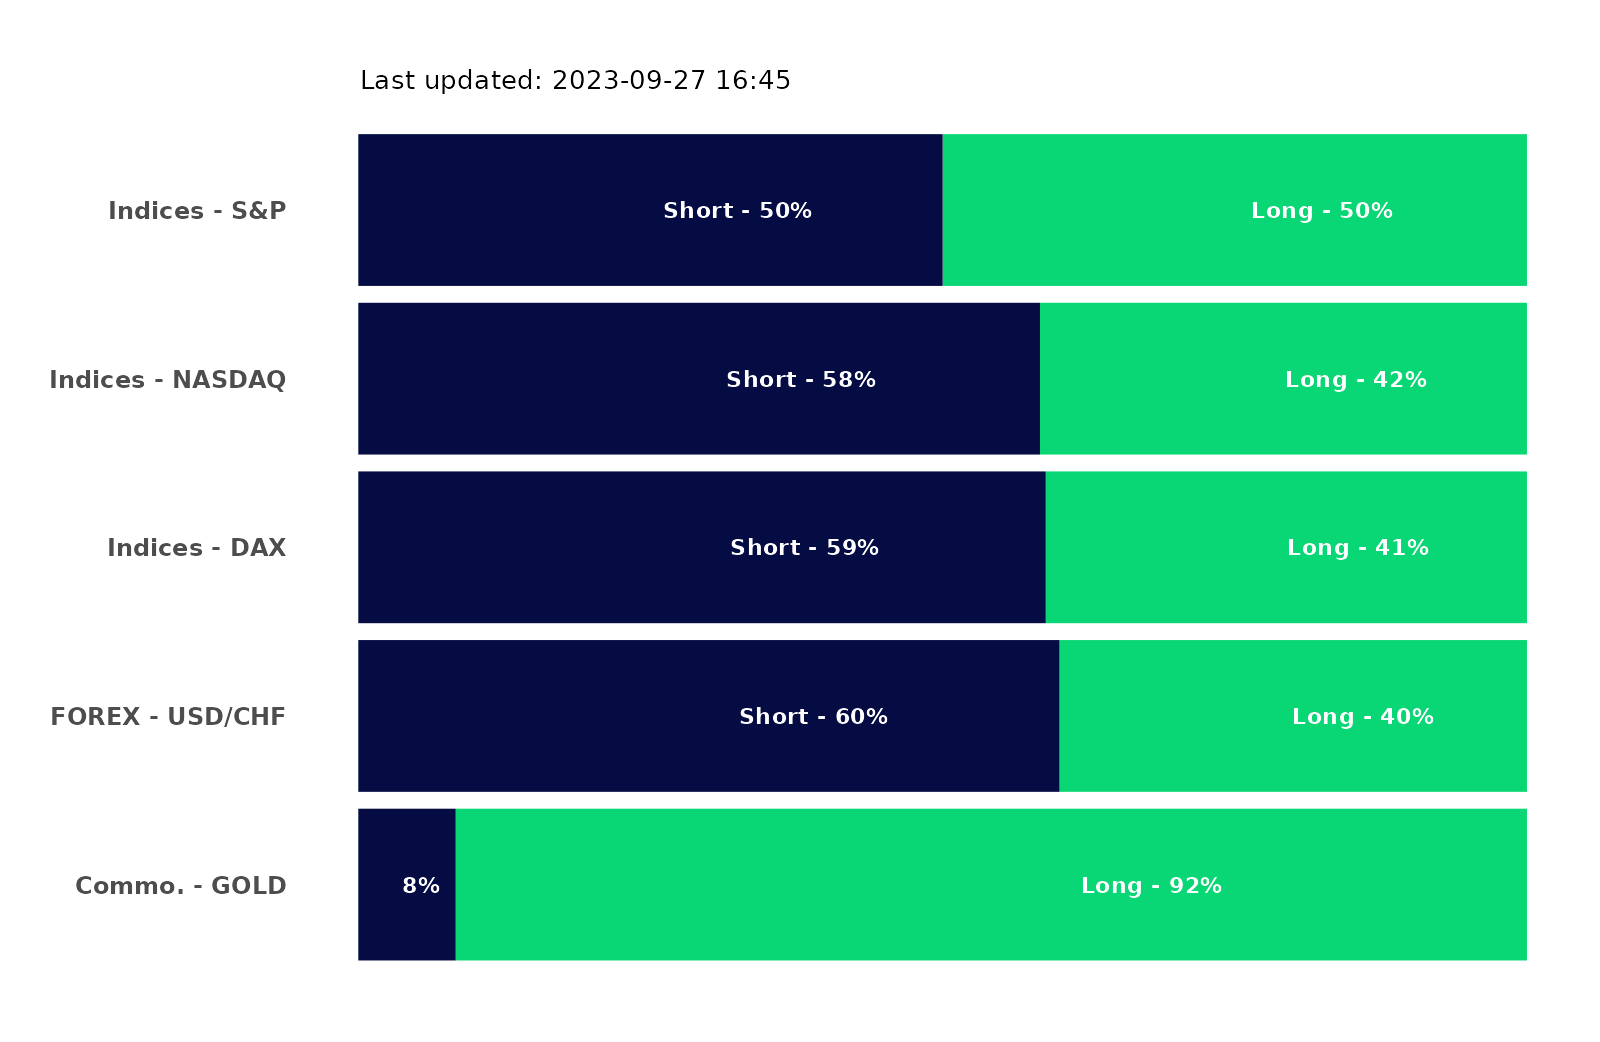 Last updated: 2023-09-27 16:45
Indices - S&P
Short - 50%
Long - 50%
Indices - NASDAQ
Short - 58%
Long - 42%
Indices - DAX
Short - 59%
Long - 41%
FOREX - USD/CHF
Short - 60%
Long - 40%
Commo. - GOLD
8%
Long - 92%